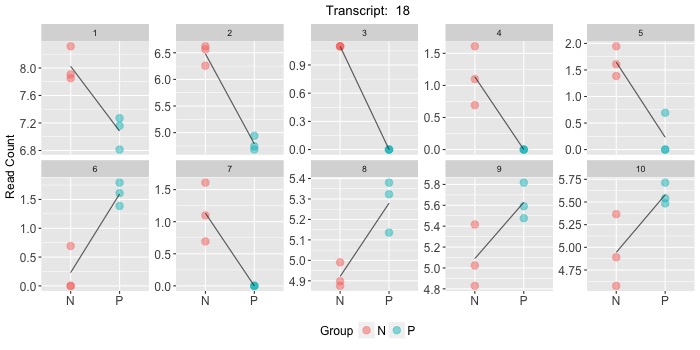 Transcript: 18
1 2 3 4 5
8.0 7.6 7.2 6.8
6.5 6.0 5.5 5.0
0.9 0.6 0.3 0.0
1.5 1.0 0.5 0.0
2.0 1.5 1.0 0.5 0.0
Read Count
6 7 8 9 10
1.5 1.0 0.5 0.0
1.5 1.0 0.5 0.0
5.4 5.3 5.2 5.1 5.0 4.9
5.8 5.6 5.4 5.2 5.0 4.8
5.75 5.50 5.25 5.00 4.75
N P N P N P N P N P
Group N P